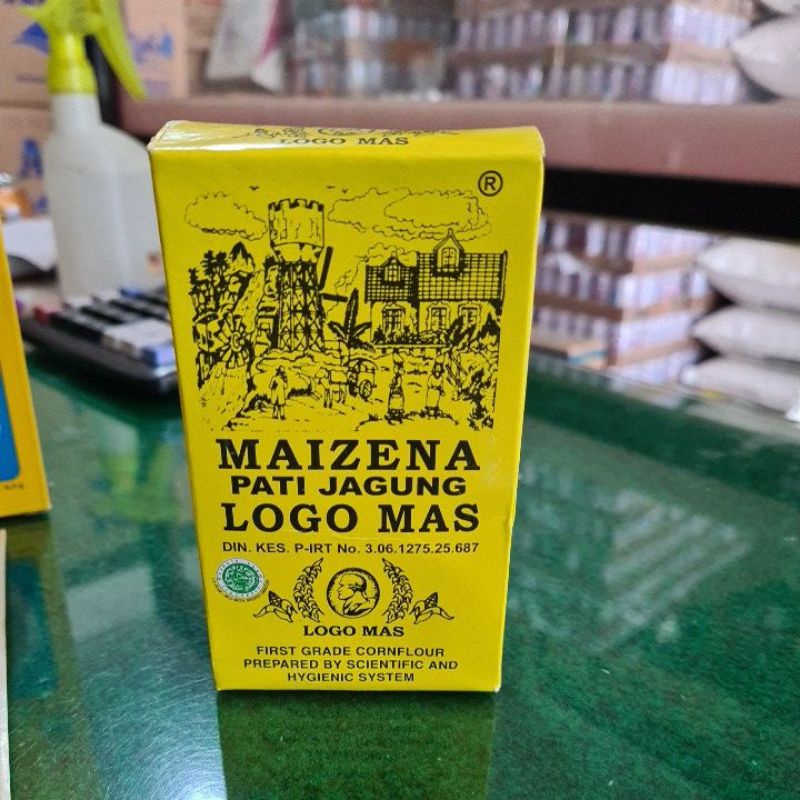 LOGO MAS
®
MAIZENA
PATI JAGUNG
LOGO MAS
DIN. KES. P-IRT No. 3.06.1275.25.687
LOGO MAS
FIRST GRADE CORNFLOUR
PREPARED BY SCIENTIFIC AND
HYGIENIC SYSTEM